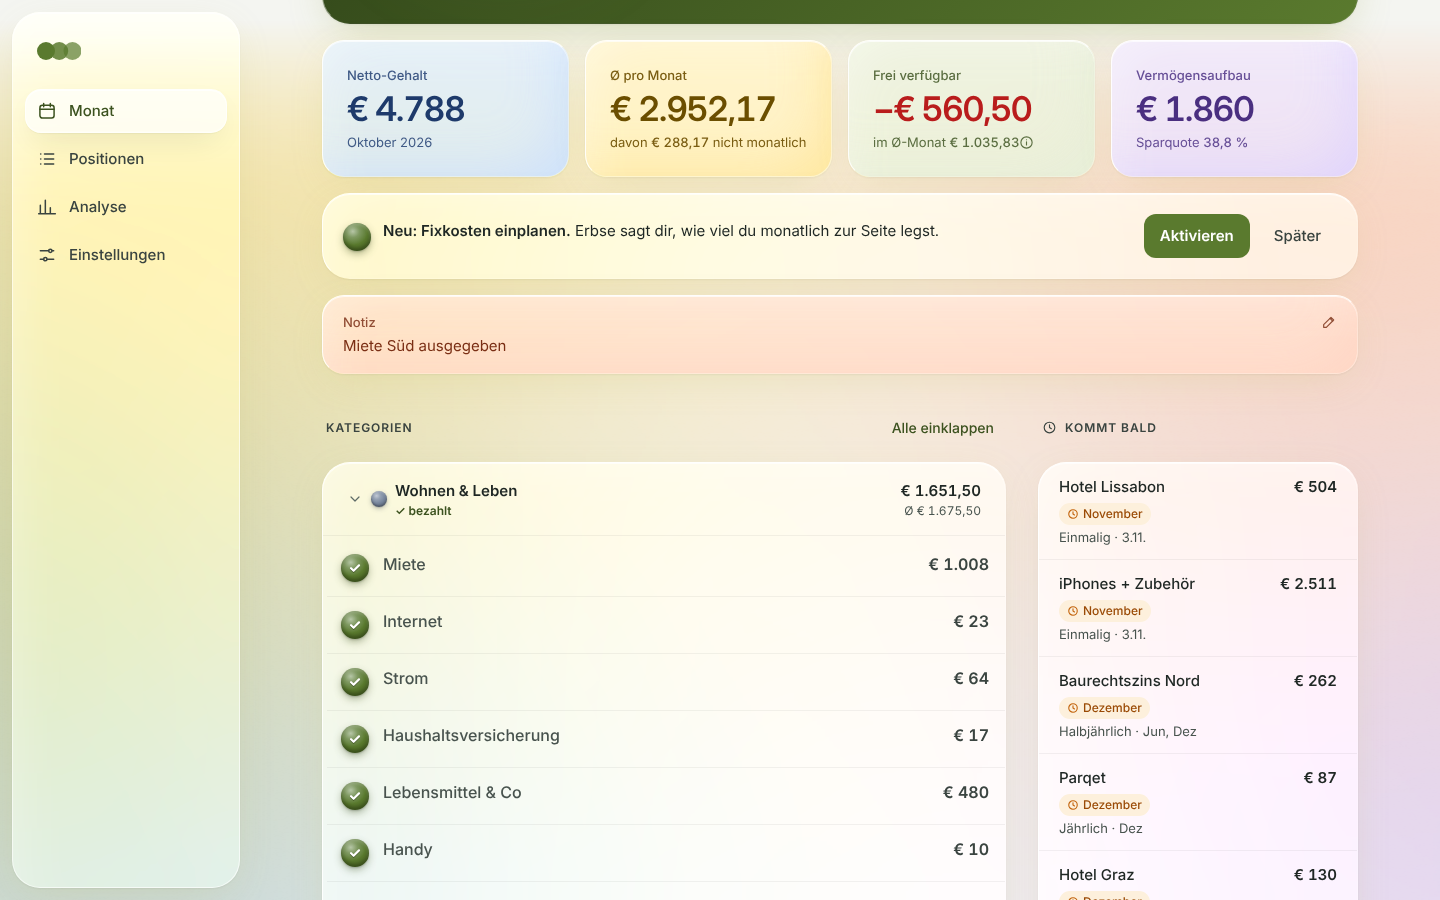 Monat
Positionen
Analyse
Einstellungen
Netto-Gehalt
€ 4.788
Oktober 2026
Ø pro Monat
€ 2.952,17
davon € 288,17 nicht monatlich
Frei verfügbar
−€ 560,50
im Ø-Monat € 1.035,83
Vermögensaufbau
€ 1.860
Sparquote 38,8 %
Neu: Fixkosten einplanen. Erbse sagt dir, wie viel du monatlich zur Seite legst.
Aktivieren
Später
Notiz
Miete Süd ausgegeben
KATEGORIEN
Alle einklappen
Wohnen & Leben
€ 1.651,50
✓ bezahlt
Ø € 1.675,50
Miete
€ 1.008
Internet
€ 23
Strom
€ 64
Haushaltsversicherung
€ 17
Lebensmittel & Co
€ 480
Handy
€ 10
KOMMT BALD
Hotel Lissabon
€ 504
November
Einmalig · 3.11.
iPhones + Zubehör
€ 2.511
November
Einmalig · 3.11.
Baurechtszins Nord
€ 262
Dezember
Halbjährlich · Jun, Dez
Parqet
€ 87
Dezember
Jährlich · Dez
Hotel Graz
€ 130
Dezember